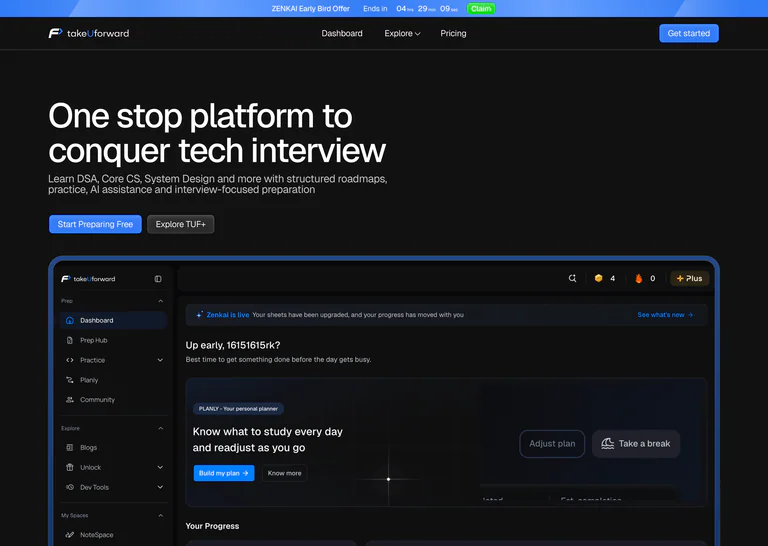 ZENKAI Early Bird Offer Ends in 04 hrs 29 min 09 sec Claim
takeUforward Dashboard Explore Pricing Get started
One stop platform to
conquer tech interview
Learn DSA, Core CS, System Design and more with structured roadmaps,
practice, AI assistance and interview-focused preparation
Start Preparing Free Explore TUF+
takeUforward
4 0 Plus
Prep
Dashboard
Prep Hub
Practice
Planly
Community
Explore
Blogs
Unlock
Dev Tools
My Spaces
NoteSpace
Zenkai is live Your sheets have been upgraded, and your progress has moved with you See what's new →
Up early, 16151615rk?
Best time to get something done before the day gets busy.
PLANLY - Your personal planner
Know what to study every day
and readjust as you go
Build my plan → Know more
Adjust plan Take a break
Est. completion
Your Progress